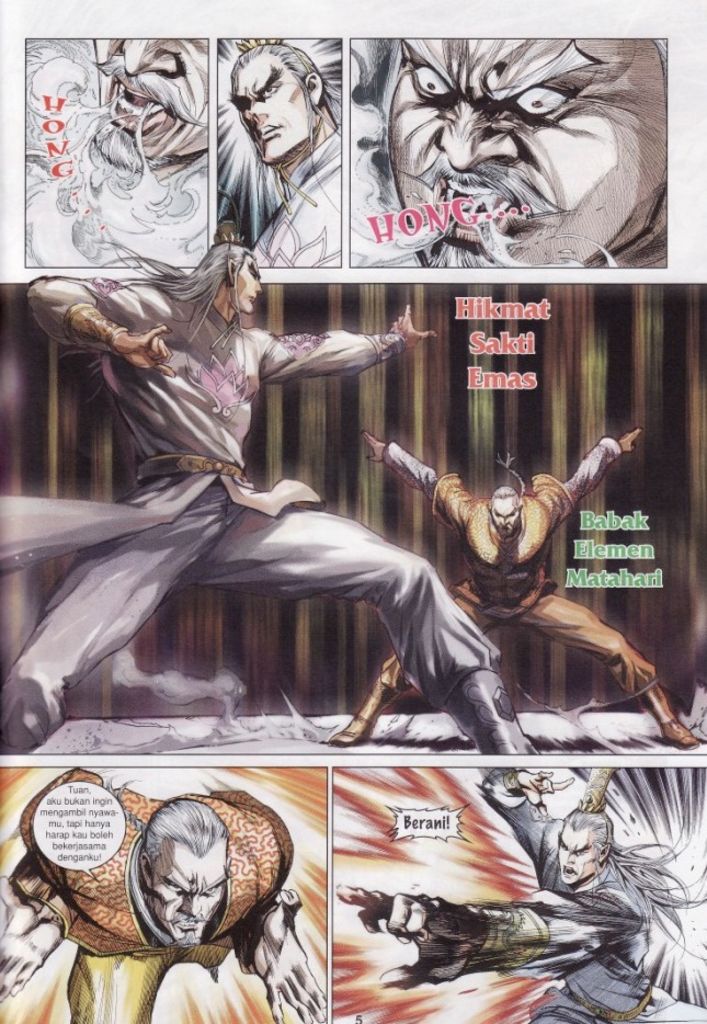 HONG
HONG....
Hikmat
Sakti
Emas
Babak
Elemen
Matahari
Tuan,
aku bukan ingin
mengambil nyawa-
mu, tapi hanya
harap kau boleh
bekerjasama
denganku!
Berani!
5